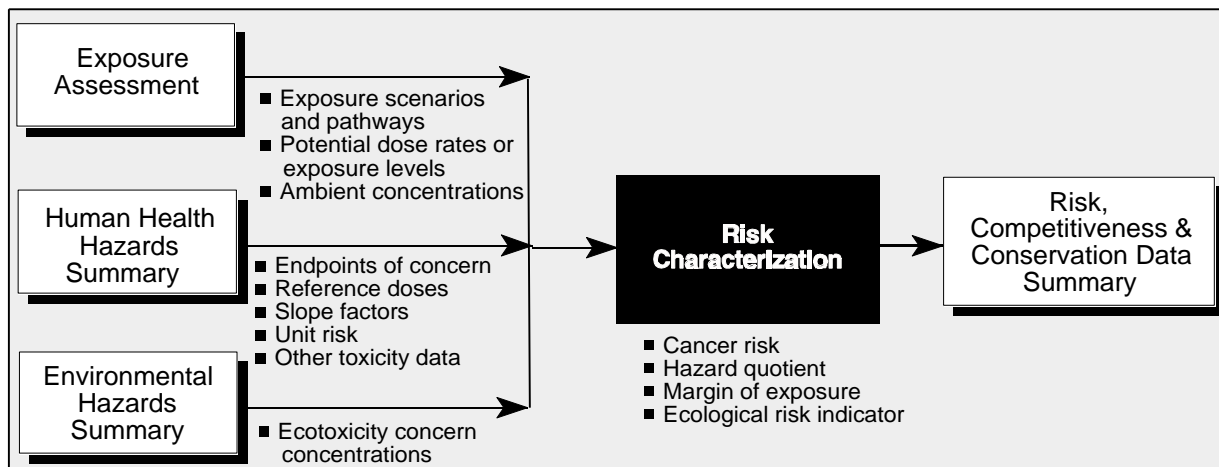 Exposure
Assessment
■ Exposure scenarios
and pathways
■ Potential dose rates or
exposure levels
■ Ambient concentrations
Human Health
Hazards
Summary
■ Endpoints of concern
■ Reference doses
■ Slope factors
■ Unit risk
■ Other toxicity data
Environmental
Hazards
Summary
■ Ecotoxicity concern
concentrations
Risk
Characterization
■ Cancer risk
■ Hazard quotient
■ Margin of exposure
■ Ecological risk indicator
Risk,
Competitiveness &
Conservation Data
Summary